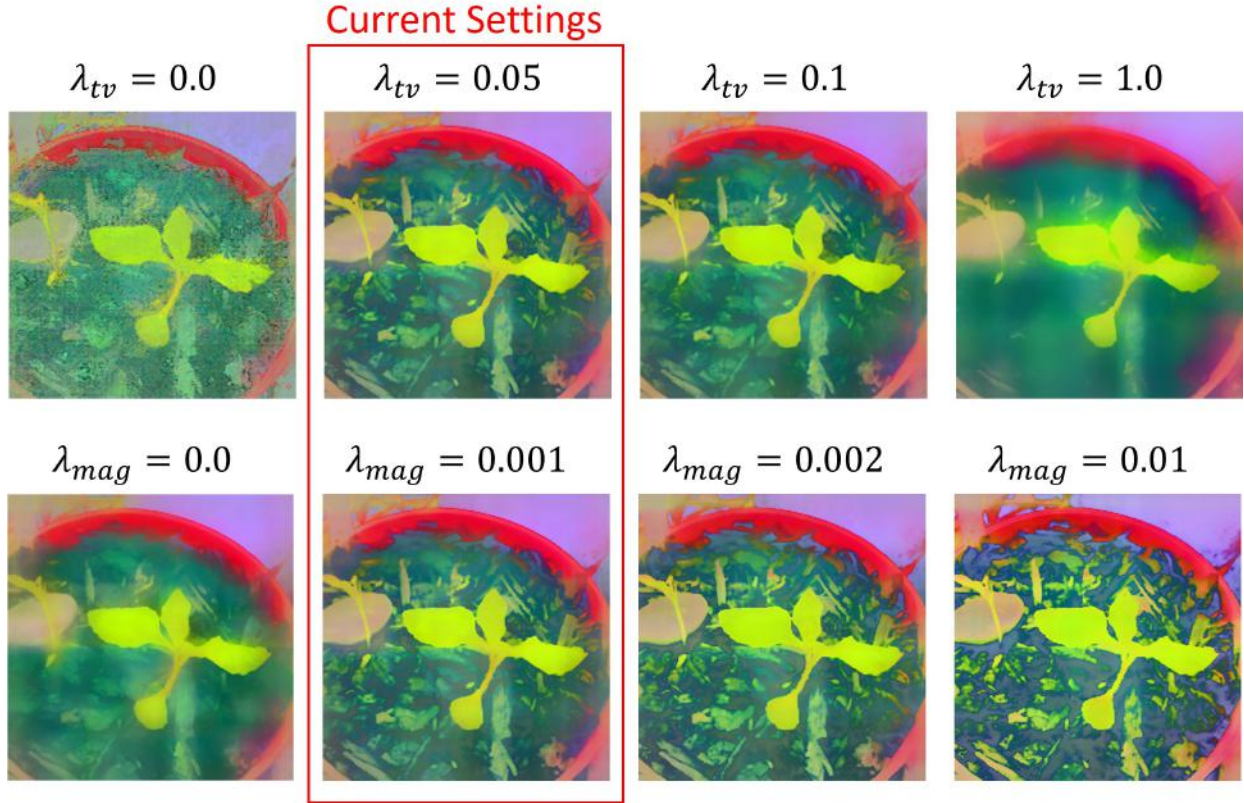 Current Settings
λ_tv = 0.0 λ_tv = 0.05 λ_tv = 0.1 λ_tv = 1.0
λ_mag = 0.0 λ_mag = 0.001 λ_mag = 0.002 λ_mag = 0.01